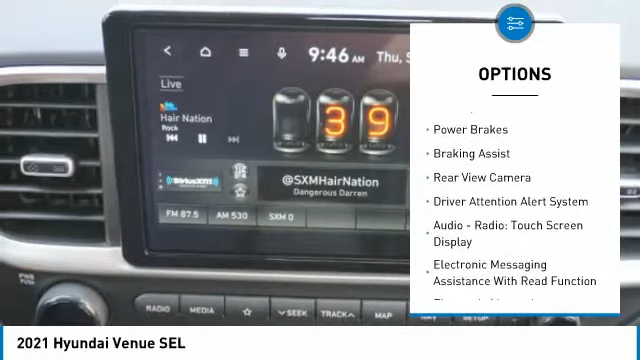 9:46 AM Thu, S
Live
Hair Nation
Rock
39
SiriusXM
@SXMHairNation
Dangerous Darren
FM 87.5 AM 530 SXM 0
PWR
PUSH
RADIO MEDIA SEEK TRACK MAP
OPTIONS
Power Brakes
Braking Assist
Rear View Camera
Driver Attention Alert System
Audio - Radio: Touch Screen
Display
Electronic Messaging
Assistance With Read Function
2021 Hyundai Venue SEL